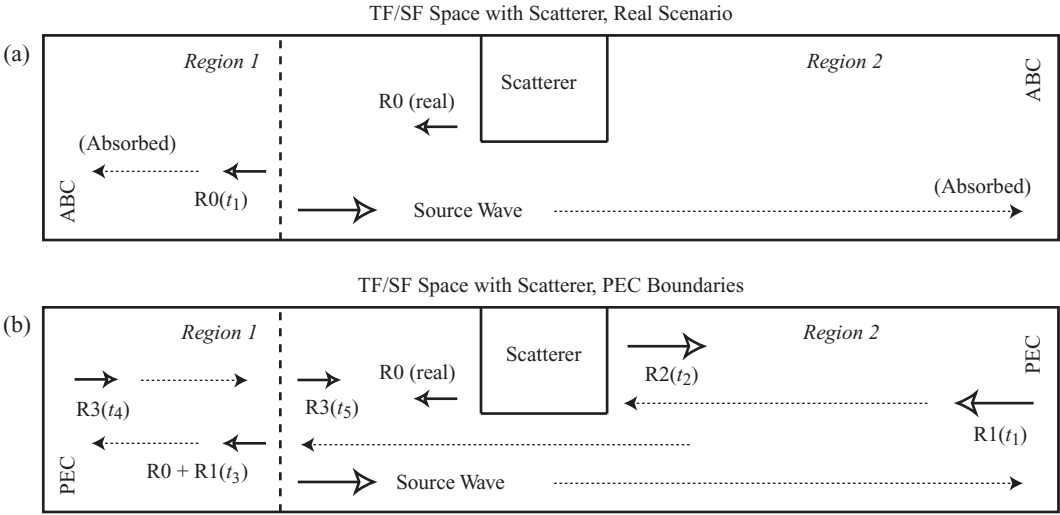 TF/SF Space with Scatterer, Real Scenario
(a)
Region 1
Region 2
ABC
Scatterer
R0 (real)
(Absorbed)
R0(t₁)
ABC
Source Wave
(Absorbed)
TF/SF Space with Scatterer, PEC Boundaries
(b)
Region 1
Region 2
PEC
Scatterer
R2(t₂)
R0 (real)
R3(t₄)
R3(t₅)
R1(t₁)
R0 + R1(t₃)
PEC
Source Wave